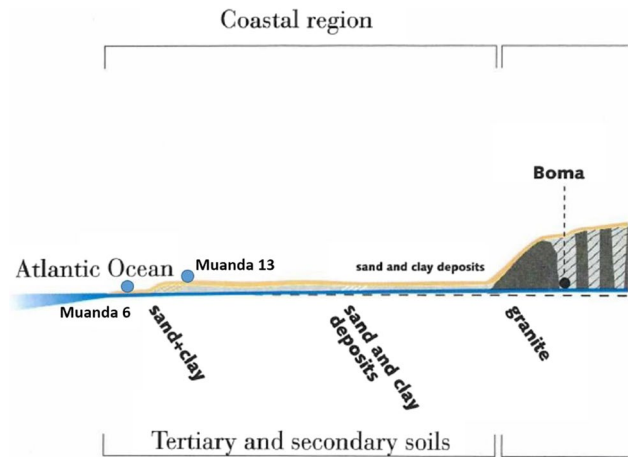 Coastal region
Boma
Muanda 13
sand and clay deposits
Atlantic Ocean
Muanda 6
sand+clay
sand and clay
deposits
granite
Tertiary and secondary soils